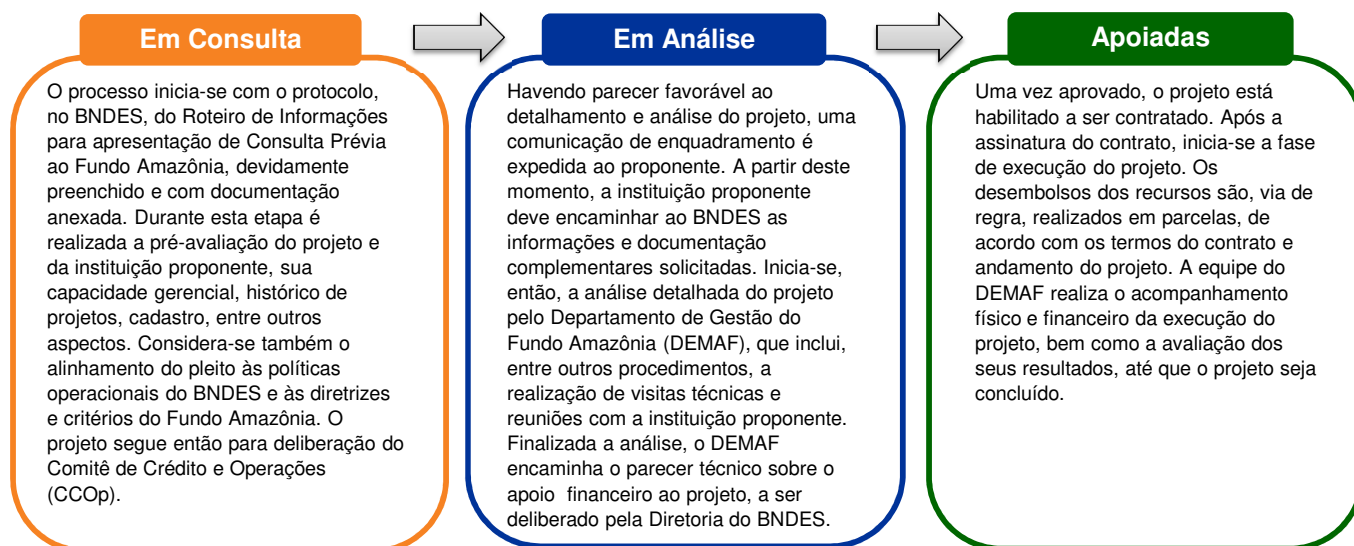 Em Consulta
O processo inicia-se com o protocolo,
no BNDES, do Roteiro de Informações
para apresentação de Consulta Prévia
ao Fundo Amazônia, devidamente
preenchido e com documentação
anexada. Durante esta etapa é
realizada a pré-avaliação do projeto e
da instituição proponente, sua
capacidade gerencial, histórico de
projetos, cadastro, entre outros
aspectos. Considera-se também o
alinhamento do pleito às políticas
operacionais do BNDES e às diretrizes
e critérios do Fundo Amazônia. O
projeto segue então para deliberação do
Comitê de Crédito e Operações
(CCOp).
Em Análise
Havendo parecer favorável ao
detalhamento e análise do projeto, uma
comunicação de enquadramento é
expedida ao proponente. A partir deste
momento, a instituição proponente
deve encaminhar ao BNDES as
informações e documentação
complementares solicitadas. Inicia-se,
então, a análise detalhada do projeto
pelo Departamento de Gestão do
Fundo Amazônia (DEMAF), que inclui,
entre outros procedimentos, a
realização de visitas técnicas e
reuniões com a instituição proponente.
Finalizada a análise, o DEMAF
encaminha o parecer técnico sobre o
apoio financeiro ao projeto, a ser
deliberado pela Diretoria do BNDES.
Apoiadas
Uma vez aprovado, o projeto está
habilitado a ser contratado. Após a
assinatura do contrato, inicia-se a fase
de execução do projeto. Os
desembolsos dos recursos são, via de
regra, realizados em parcelas, de
acordo com os termos do contrato e
andamento do projeto. A equipe do
DEMAF realiza o acompanhamento
físico e financeiro da execução do
projeto, bem como a avaliação dos
seus resultados, até que o projeto seja
concluído.